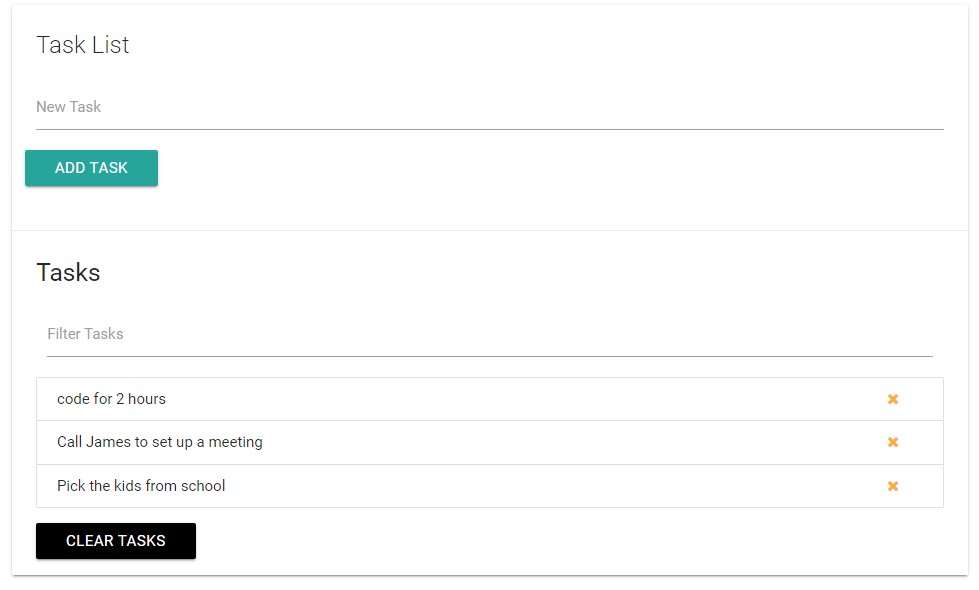 Task List
New Task
ADD TASK
Tasks
Filter Tasks
code for 2 hours
Call James to set up a meeting
Pick the kids from school
CLEAR TASKS